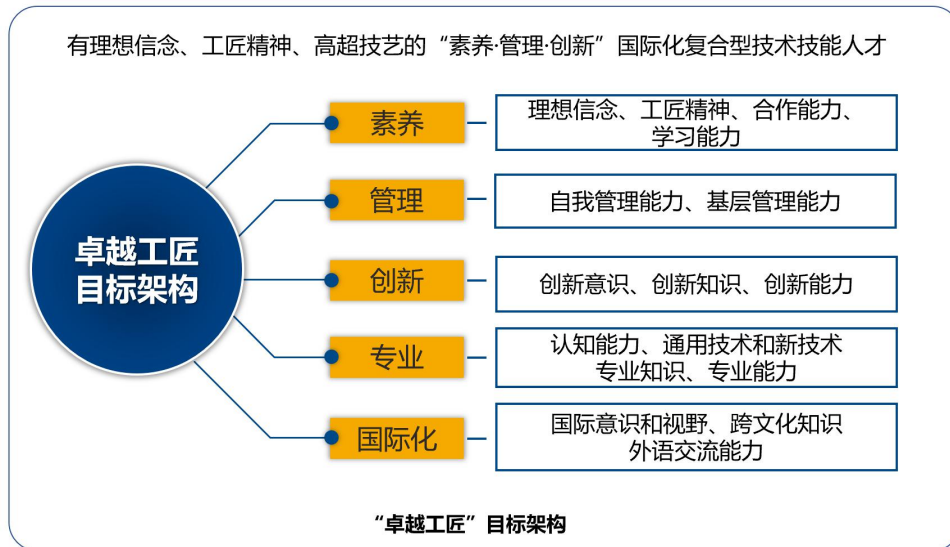 有理想信念、工匠精神、高超技艺的“素养·管理·创新”国际化复合型技术技能人才
卓越工匠
目标架构
素养
理想信念、工匠精神、合作能力、
学习能力
管理
自我管理能力、基层管理能力
创新
创新意识、创新知识、创新能力
专业
认知能力、通用技术和新技术
专业知识、专业能力
国际化
国际意识和视野、跨文化知识
外语交流能力
“卓越工匠”目标架构